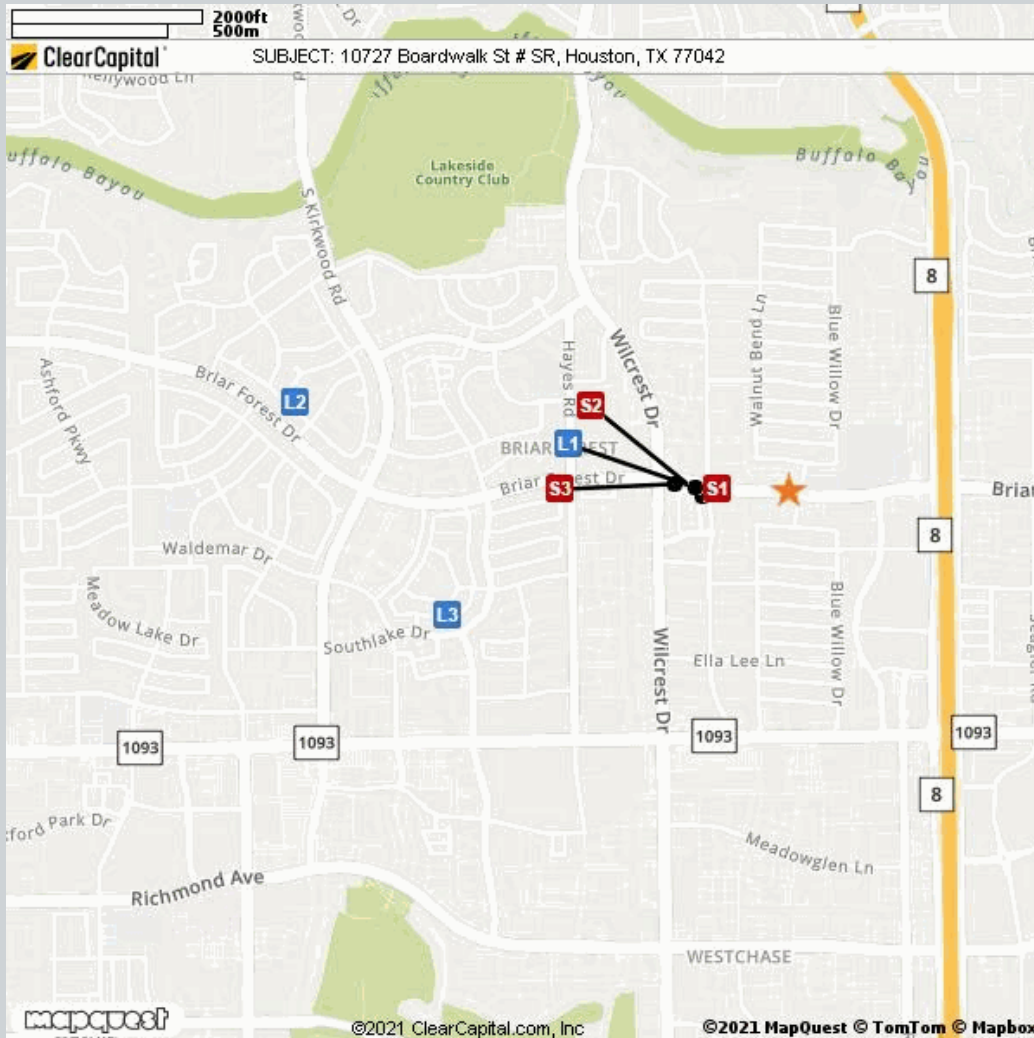 2000ft
500m
ClearCapital
SUBJECT: 10727 Boardwalk St # SR, Houston, TX 77042
Dr
Buffalo Bayou
Lakeside
Country Club
S Kirkwood Rd
8
Walnut Bend Ln
Blue Willow Dr
Wilcrest Dr
Hayes Rd
Ashford Pkwy
Briar Forest Dr
L2
S2
L1
BRIAR
EST
S3
S1
8
Waldemar Dr
Meadow Lake Dr
L3
Southlake Dr
Ella Lee Ln
Blue Willow Dr
Wilcrest Dr
1093
1093
1093
1093
8
Meadowglen Ln
Richmond Ave
WESTCHASE
mapquest
©2021 ClearCapital.com, Inc
©2021 MapQuest © TomTom © Mapbox